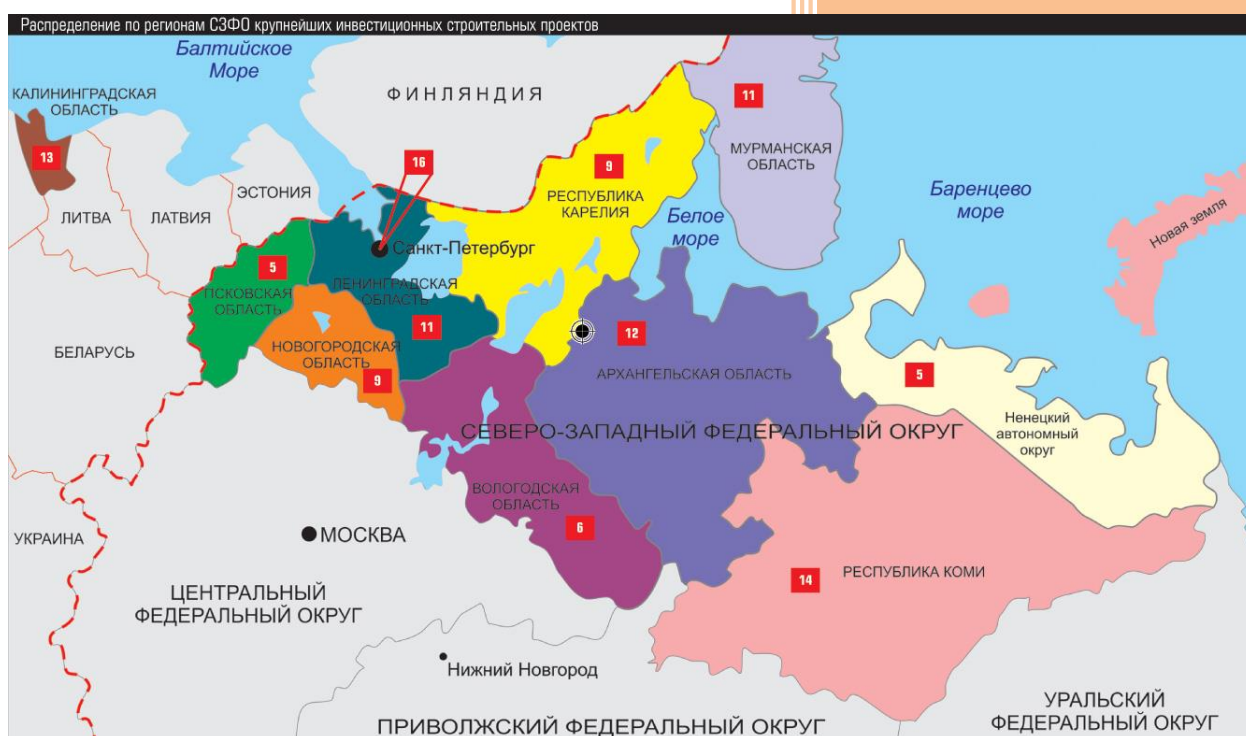 Распределение по регионам СЗФО крупнейших инвестиционных строительных проектов
Балтийское
Море
КАЛИНИНГРАДСКАЯ
ОБЛАСТЬ
13
ЛИТВА
ЛАТВИЯ
ЭСТОНИЯ
ФИНЛЯНДИЯ
16
9
РЕСПУБЛИКА
КАРЕЛИЯ
11
МУРМАНСКАЯ
ОБЛАСТЬ
Белое
море
Баренцево
море
Новая земля
Санкт-Петербург
5
ПСКОВСКАЯ
ОБЛАСТЬ
ЛЕНИНГРАДСКАЯ
ОБЛАСТЬ
11
НОВОГОРОДСКАЯ
ОБЛАСТЬ
9
12
АРХАНГЕЛЬСКАЯ ОБЛАСТЬ
5
Ненецкий
автономный
округ
БЕЛАРУСЬ
СЕВЕРО-ЗАПАДНЫЙ ФЕДЕРАЛЬНЫЙ ОКРУГ
ВОЛОГОДСКАЯ
ОБЛАСТЬ
6
УКРАИНА
МОСКВА
14
РЕСПУБЛИКА КОМИ
ЦЕНТРАЛЬНЫЙ
ФЕДЕРАЛЬНЫЙ ОКРУГ
Нижний Новгород
ПРИВОЛЖСКИЙ ФЕДЕРАЛЬНЫЙ ОКРУГ
УРАЛЬСКИЙ
ФЕДЕРАЛЬНЫЙ ОКРУГ